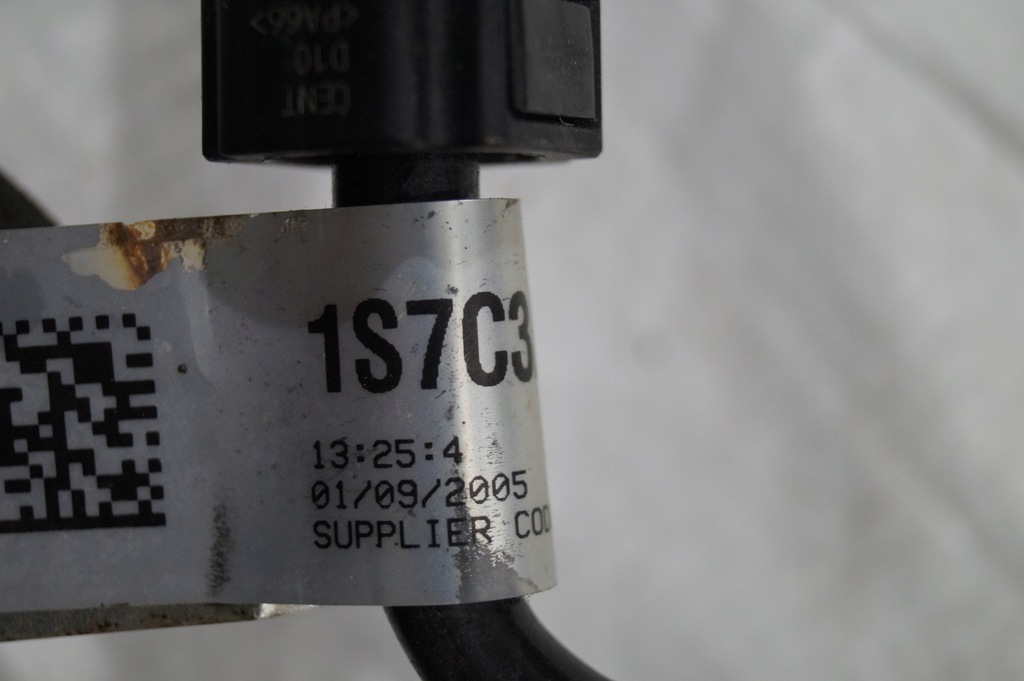 <PA66>
D10
CENT
1S7C3
13:25:4
01/09/2005
SUPPLIER COD